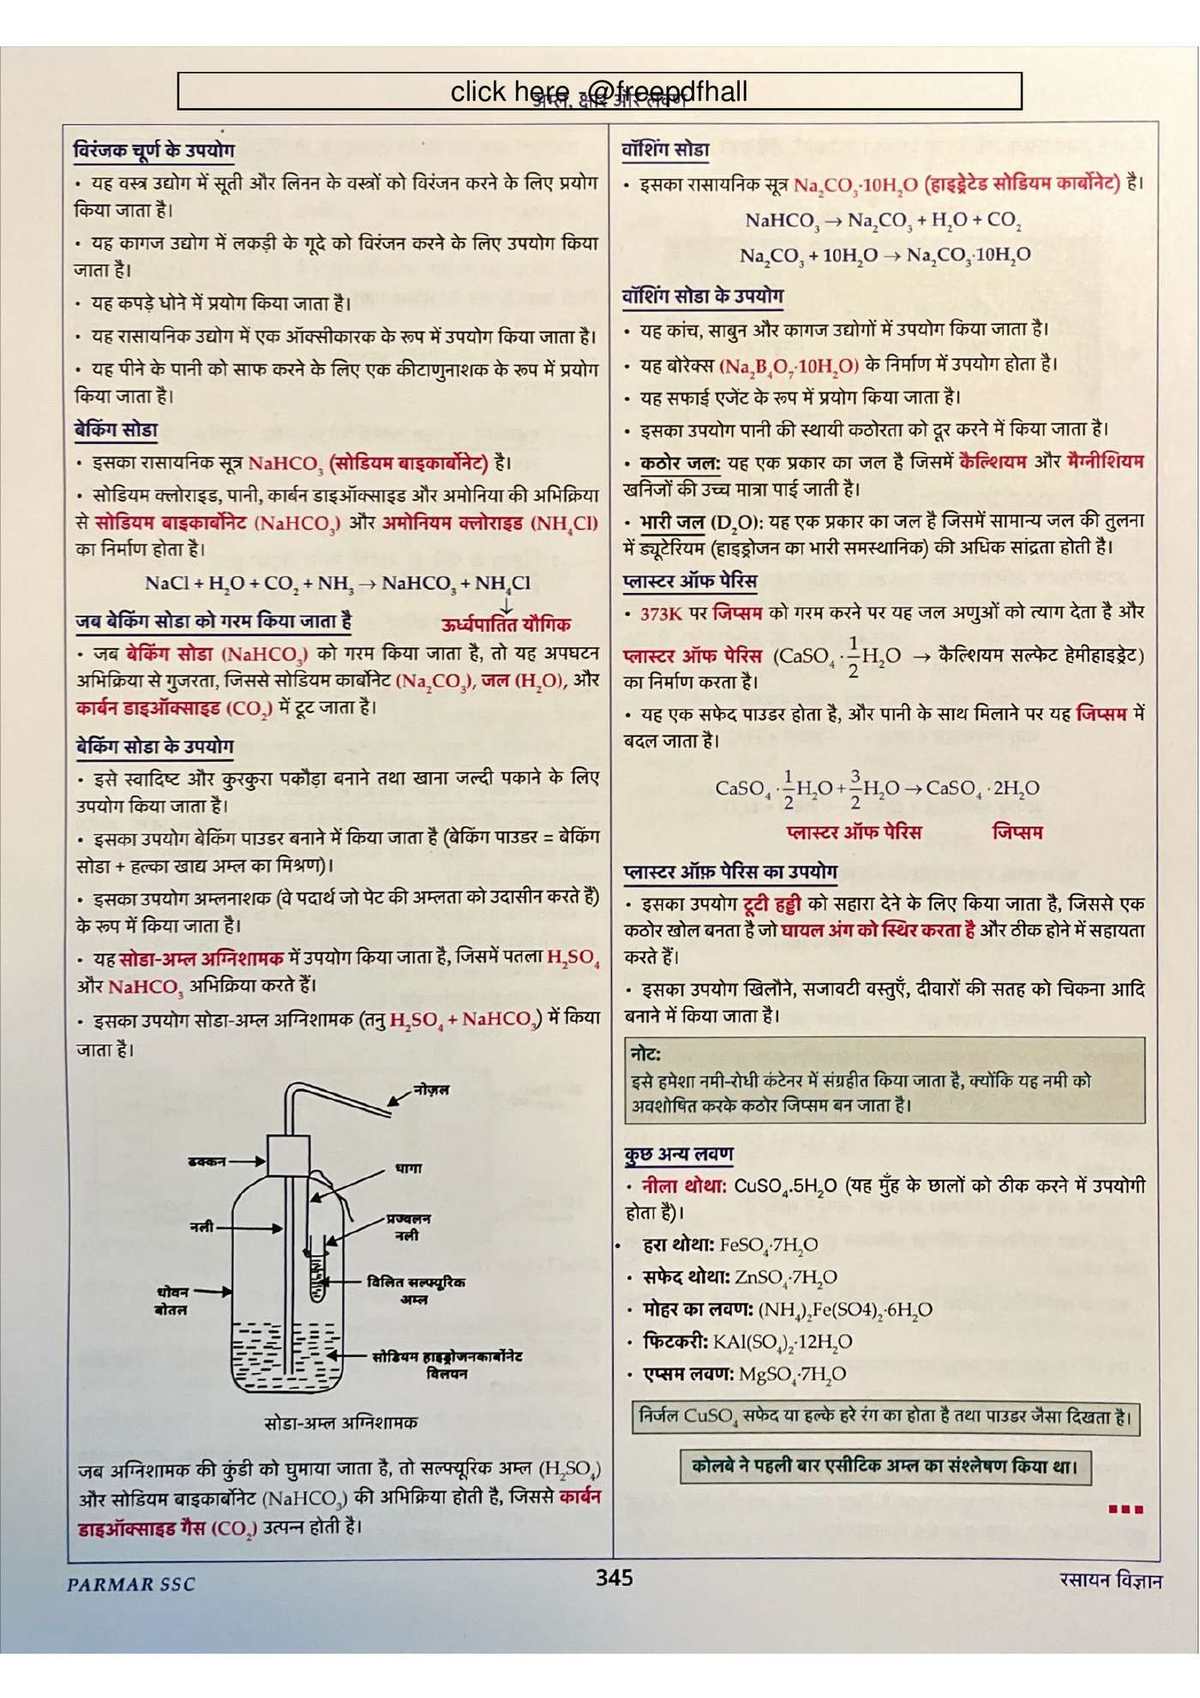 click here @freepdfhall
अम्ल, क्षार और लवण
विरंजक चूर्ण के उपयोग
• यह वस्त्र उद्योग में सूती और लिनन के वस्त्रों को विरंजन करने के लिए प्रयोग
किया जाता है।
• यह कागज उद्योग में लकड़ी के गूदे को विरंजन करने के लिए उपयोग किया
जाता है।
• यह कपड़े धोने में प्रयोग किया जाता है।
• यह रासायनिक उद्योग में एक ऑक्सीकारक के रूप में उपयोग किया जाता है।
• यह पीने के पानी को साफ करने के लिए एक कीटाणुनाशक के रूप में प्रयोग
किया जाता है।
बेकिंग सोडा
• इसका रासायनिक सूत्र NaHCO₃ (सोडियम बाइकार्बोनेट) है।
• सोडियम क्लोराइड, पानी, कार्बन डाइऑक्साइड और अमोनिया की अभिक्रिया
से सोडियम बाइकार्बोनेट (NaHCO₃) और अमोनियम क्लोराइड (NH₄Cl)
का निर्माण होता है।
NaCl + H₂O + CO₂ + NH₃ → NaHCO₃ + NH₄Cl
↓
जब बेकिंग सोडा को गरम किया जाता है ऊर्ध्वपातित यौगिक
• जब बेकिंग सोडा (NaHCO₃) को गरम किया जाता है, तो यह अपघटन
अभिक्रिया से गुजरता, जिससे सोडियम कार्बोनेट (Na₂CO₃), जल (H₂O), और
कार्बन डाइऑक्साइड (CO₂) में टूट जाता है।
बेकिंग सोडा के उपयोग
• इसे स्वादिष्ट और कुरकुरा पकौड़ा बनाने तथा खाना जल्दी पकाने के लिए
उपयोग किया जाता है।
• इसका उपयोग बेकिंग पाउडर बनाने में किया जाता है (बेकिंग पाउडर = बेकिंग
सोडा + हल्का खाद्य अम्ल का मिश्रण)।
• इसका उपयोग अम्लनाशक (वे पदार्थ जो पेट की अम्लता को उदासीन करते हैं)
के रूप में किया जाता है।
• यह सोडा-अम्ल अग्निशामक में उपयोग किया जाता है, जिसमें पतला H₂SO₄
और NaHCO₃ अभिक्रिया करते हैं।
• इसका उपयोग सोडा-अम्ल अग्निशामक (तनु H₂SO₄ + NaHCO₃) में किया
जाता है।
नोज़ल
ढक्कन
धागा
नली
प्रज्वलन
नली
धोवन
बोतल
विलित सल्फ्यूरिक
अम्ल
सोडियम हाइड्रोजनकार्बोनेट
विलयन
सोडा-अम्ल अग्निशामक
जब अग्निशामक की कुंडी को घुमाया जाता है, तो सल्फ्यूरिक अम्ल (H₂SO₄)
और सोडियम बाइकार्बोनेट (NaHCO₃) की अभिक्रिया होती है, जिससे कार्बन
डाइऑक्साइड गैस (CO₂) उत्पन्न होती है।
वॉशिंग सोडा
• इसका रासायनिक सूत्र Na₂CO₃·10H₂O (हाइड्रेटेड सोडियम कार्बोनेट) है।
NaHCO₃ → Na₂CO₃ + H₂O + CO₂
Na₂CO₃ + 10H₂O → Na₂CO₃·10H₂O
वॉशिंग सोडा के उपयोग
• यह कांच, साबुन और कागज उद्योगों में उपयोग किया जाता है।
• यह बोरेक्स (Na₂B₄O₇·10H₂O) के निर्माण में उपयोग होता है।
• यह सफाई एजेंट के रूप में प्रयोग किया जाता है।
• इसका उपयोग पानी की स्थायी कठोरता को दूर करने में किया जाता है।
• कठोर जल: यह एक प्रकार का जल है जिसमें कैल्शियम और मैग्नीशियम
खनिजों की उच्च मात्रा पाई जाती है।
• भारी जल (D₂O): यह एक प्रकार का जल है जिसमें सामान्य जल की तुलना
में ड्यूटेरियम (हाइड्रोजन का भारी समस्थानिक) की अधिक सांद्रता होती है।
प्लास्टर ऑफ पेरिस
• 373K पर जिप्सम को गरम करने पर यह जल अणुओं को त्याग देता है और
प्लास्टर ऑफ पेरिस (CaSO₄ · 1/2 H₂O → कैल्शियम सल्फेट हेमीहाइड्रेट)
का निर्माण करता है।
• यह एक सफेद पाउडर होता है, और पानी के साथ मिलाने पर यह जिप्सम में
बदल जाता है।
CaSO₄ · 1/2 H₂O + 3/2 H₂O → CaSO₄ · 2H₂O
प्लास्टर ऑफ पेरिस जिप्सम
प्लास्टर ऑफ़ पेरिस का उपयोग
• इसका उपयोग टूटी हड्डी को सहारा देने के लिए किया जाता है, जिससे एक
कठोर खोल बनता है जो घायल अंग को स्थिर करता है और ठीक होने में सहायता
करते हैं।
• इसका उपयोग खिलौने, सजावटी वस्तुएँ, दीवारों की सतह को चिकना आदि
बनाने में किया जाता है।
नोट:
इसे हमेशा नमी-रोधी कंटेनर में संग्रहीत किया जाता है, क्योंकि यह नमी को
अवशोषित करके कठोर जिप्सम बन जाता है।
कुछ अन्य लवण
• नीला थोथा: CuSO₄.5H₂O (यह मुँह के छालों को ठीक करने में उपयोगी
होता है)।
• हरा थोथा: FeSO₄·7H₂O
• सफेद थोथा: ZnSO₄·7H₂O
• मोहर का लवण: (NH₄)₂Fe(SO4)₂·6H₂O
• फिटकरी: KAl(SO₄)₂·12H₂O
• एप्सम लवण: MgSO₄·7H₂O
निर्जल CuSO₄ सफेद या हल्के हरे रंग का होता है तथा पाउडर जैसा दिखता है।
कोलबे ने पहली बार एसीटिक अम्ल का संश्लेषण किया था।
PARMAR SSC
345
रसायन विज्ञान